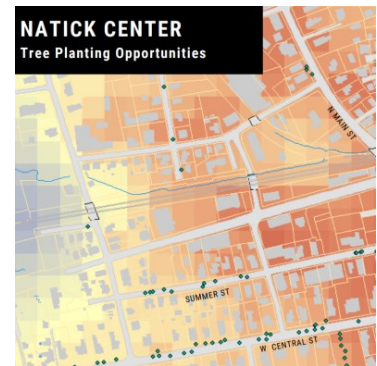 NATICK CENTER
Tree Planting Opportunities
N MAIN ST
SUMMER ST
W CENTRAL ST